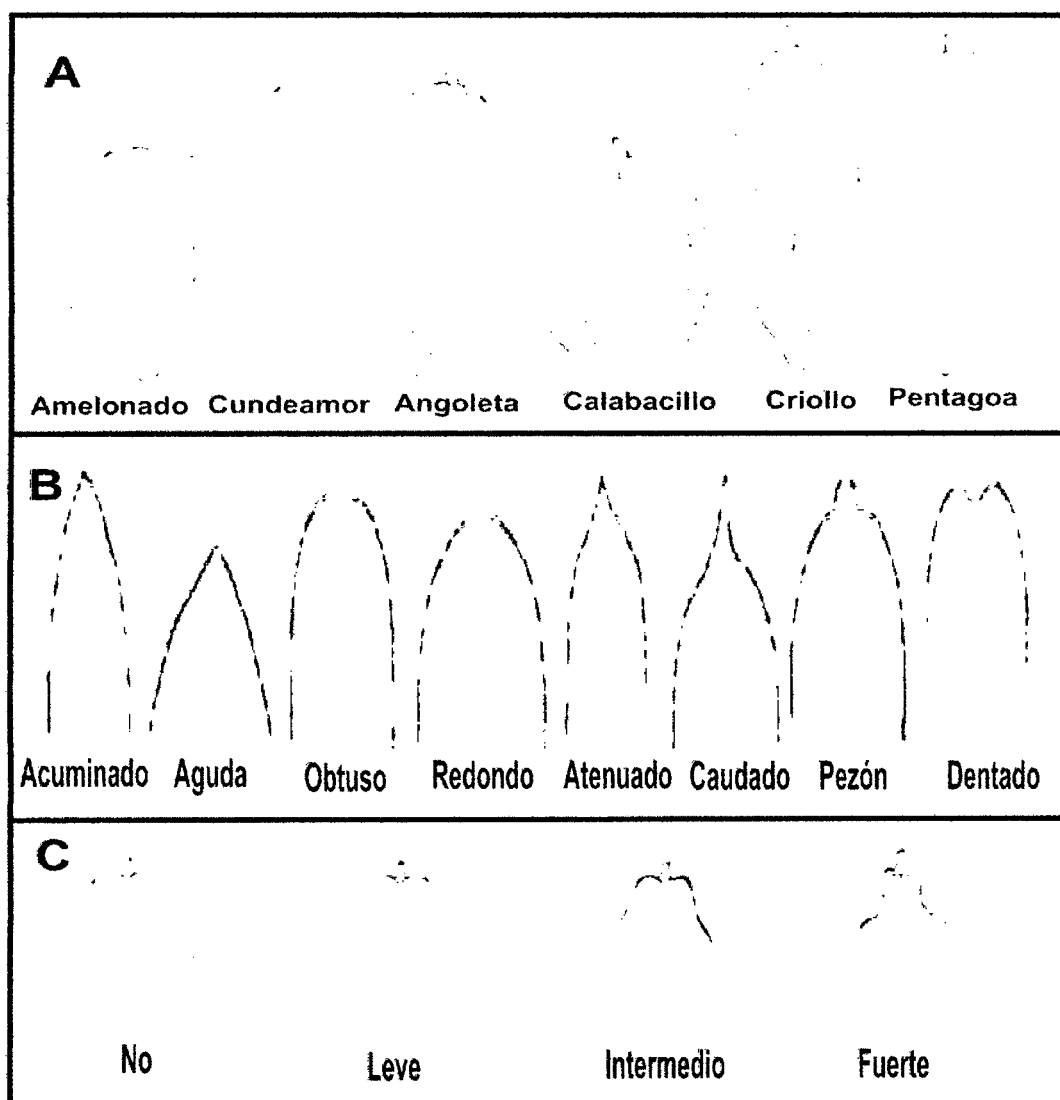 A
Amelonado Cundeamor Angoleta Calabacillo Criollo Pentagoa
B
Acuminado Aguda Obtuso Redondo Atenuado Caudado Pezón Dentado
C
No Leve Intermedio Fuerte